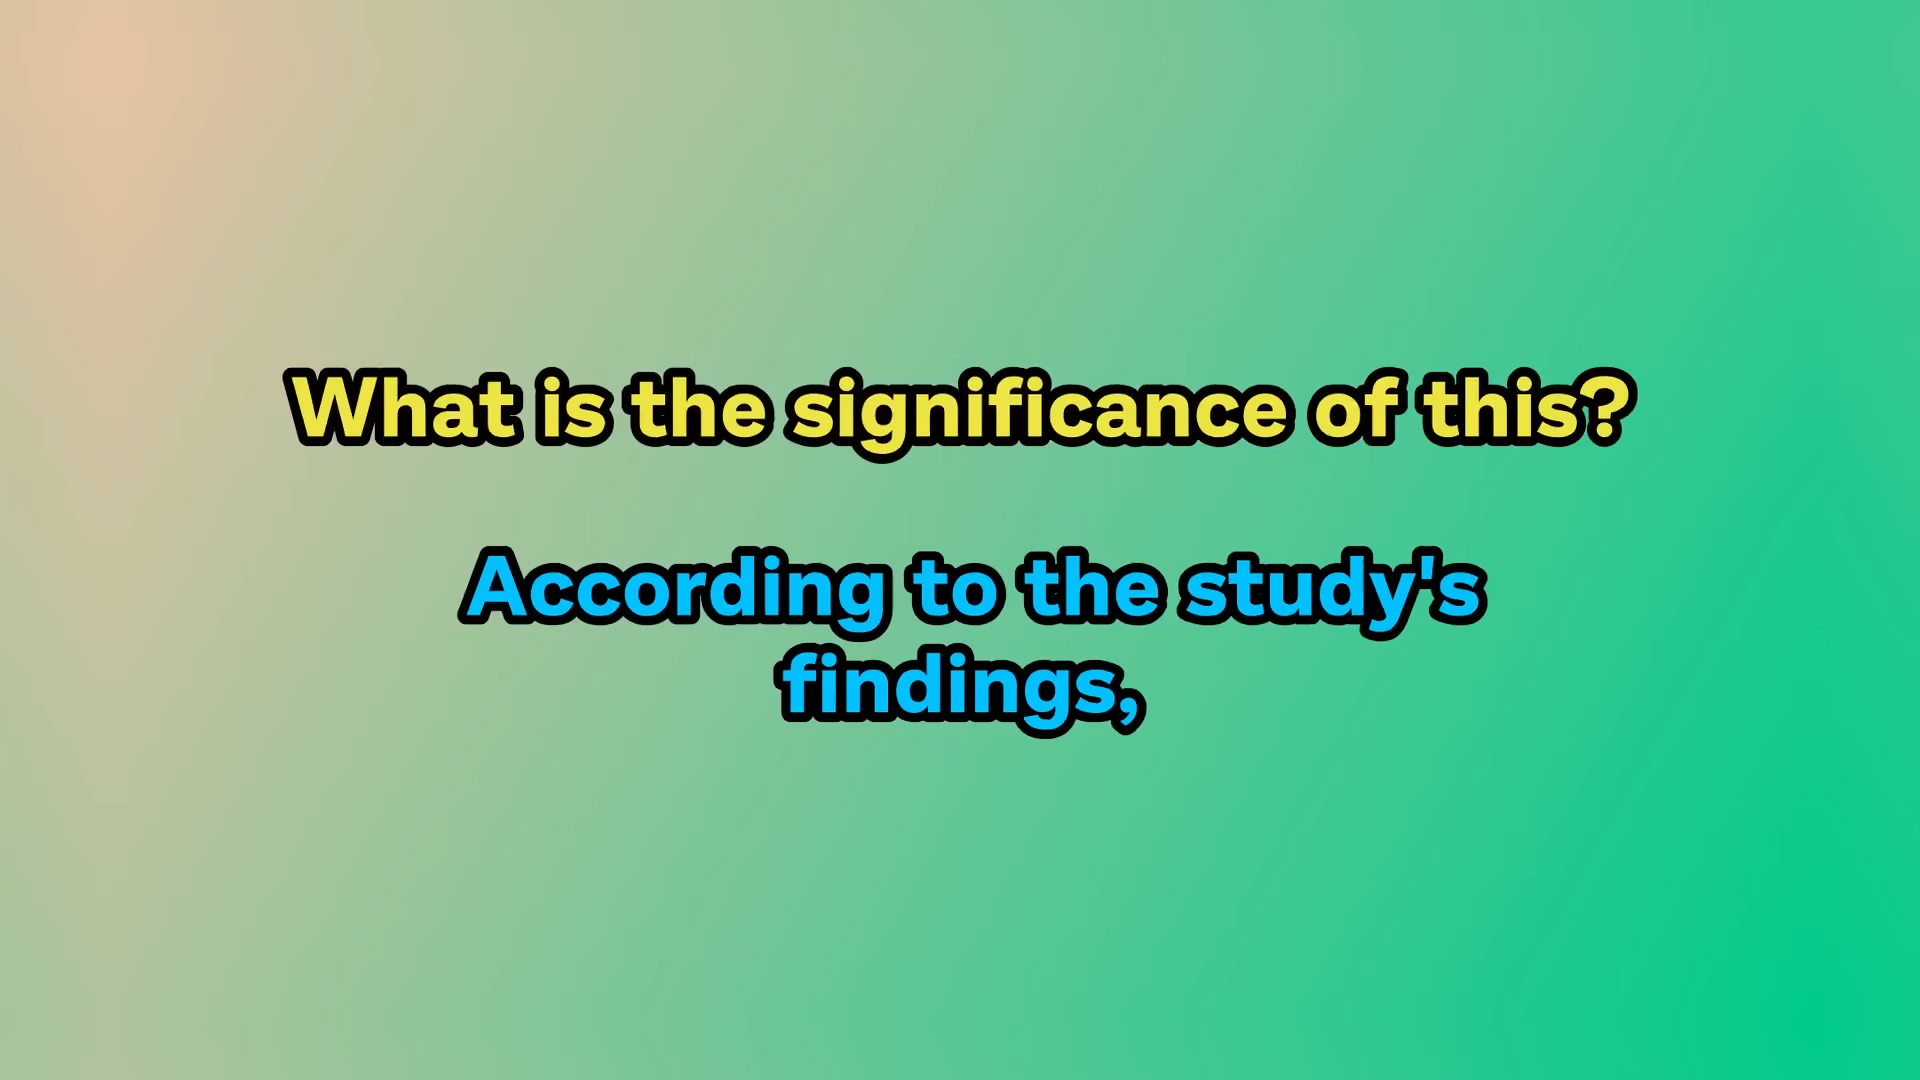 What is the significance of this?
According to the study's
findings,